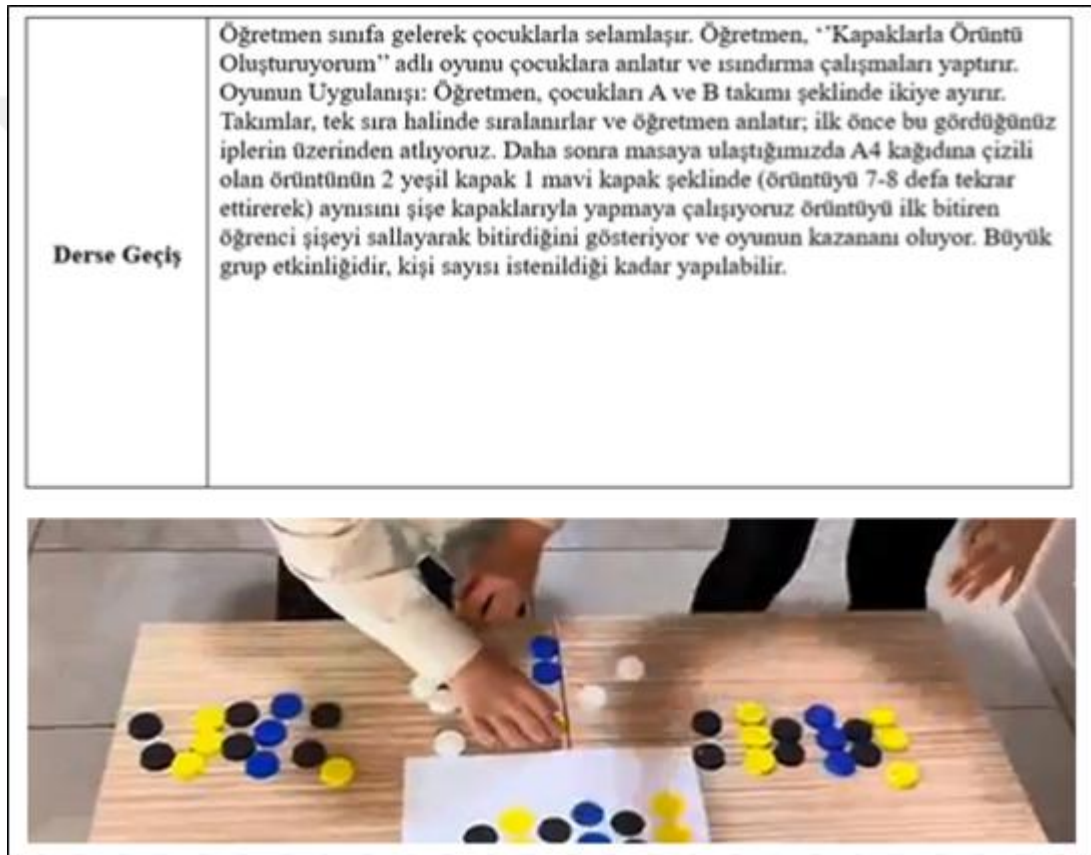 Öğretmen sınıfa gelerek çocuklarla selamlaşır. Öğretmen, ‘’Kapaklarla Örüntü
Oluşturuyorum’’ adlı oyunu çocuklara anlatır ve ısındırma çalışmaları yaptırır.
Oyunun Uygulanışı: Öğretmen, çocukları A ve B takımı şeklinde ikiye ayırır.
Takımlar, tek sıra halinde sıralanırlar ve öğretmen anlatır; ilk önce bu gördüğünüz
iplerin üzerinden atlıyoruz. Daha sonra masaya ulaştığımızda A4 kağıdına çizili
olan örüntünün 2 yeşil kapak 1 mavi kapak şeklinde (örüntüyü 7-8 defa tekrar
ettirerek) aynısını şişe kapaklarıyla yapmaya çalışıyoruz örüntüyü ilk bitiren
öğrenci şişeyi sallayarak bitirdiğini gösteriyor ve oyunun kazananı oluyor. Büyük
grup etkinliğidir, kişi sayısı istenildiği kadar yapılabilir.
Derse Geçiş